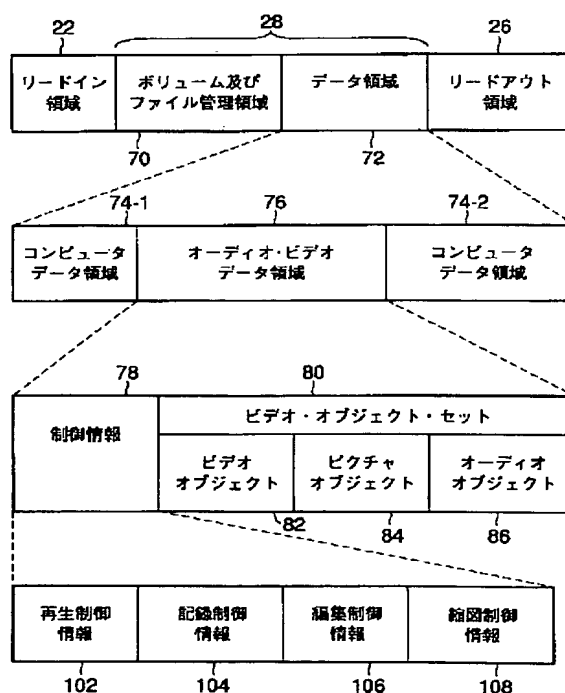 22
28
26
リードイン
領域
ボリューム及び
ファイル管理領域
データ領域
リードアウト
領域
70
72
74-1
76
74-2
コンピュータ
データ領域
オーディオ・ビデオ
データ領域
コンピュータ
データ領域
78
80
制御情報
ビデオ・オブジェクト・セット
ビデオ
オブジェクト
ピクチャ
オブジェクト
オーディオ
オブジェクト
82
84
86
再生制御
情報
記録制御
情報
編集制御
情報
縮図制御
情報
102
104
106
108